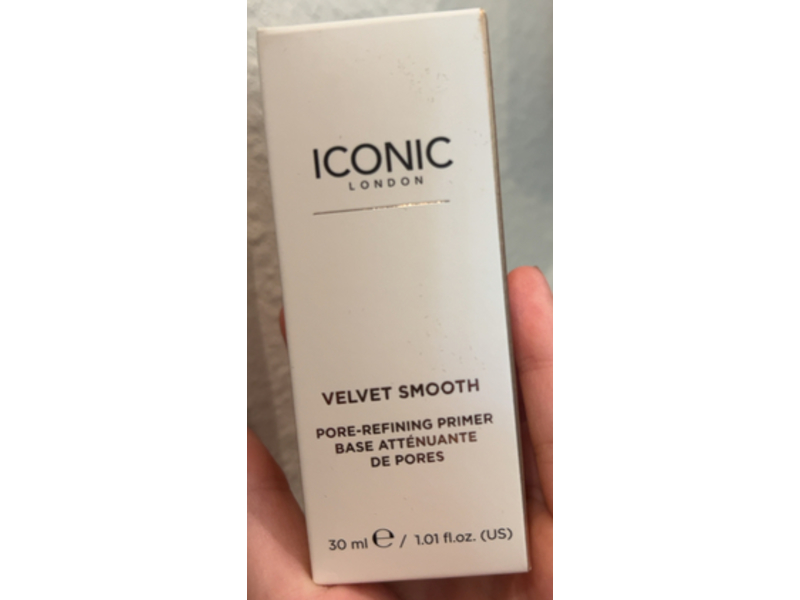 ICONIC
LONDON
VELVET SMOOTH
PORE-REFINING PRIMER
BASE ATTÉNUANTE
DE PORES
30 ml ℮ / 1.01 fl.oz. (US)